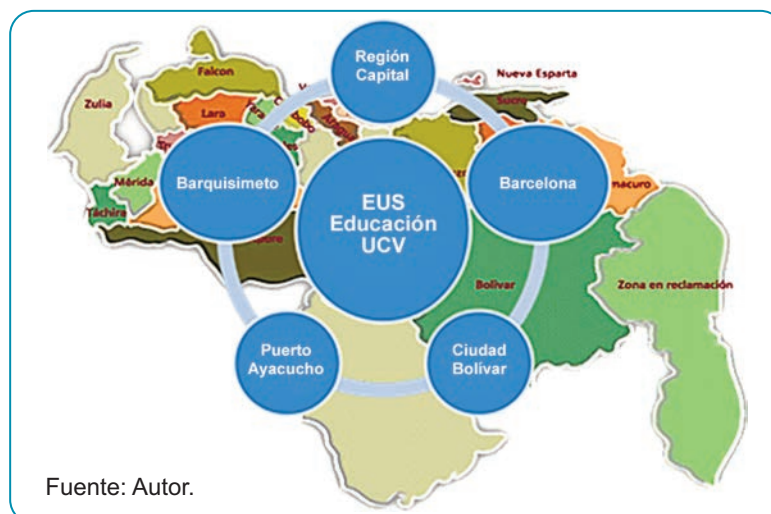 Región
Capital
Nueva Esparta
Falcon
Sucre
Zulia
Lara
Barquisimeto
EUS
Educación
UCV
Barcelona
Mérida
Táchira
Bolívar
Zona en reclamación
Puerto
Ayacucho
Ciudad
Bolívar
Fuente: Autor.